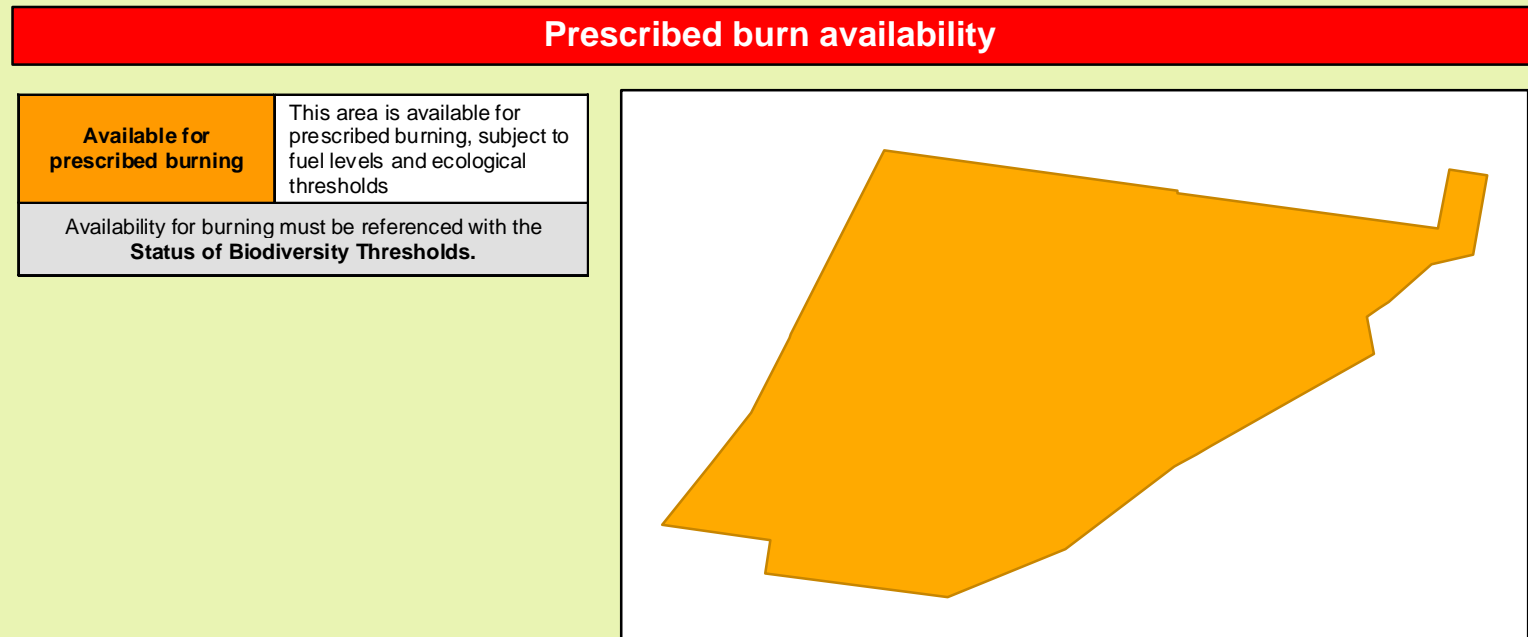 Prescribed burn availability
Available for
prescribed burning
This area is available for
prescribed burning, subject to
fuel levels and ecological
thresholds
Availability for burning must be referenced with the
Status of Biodiversity Thresholds.